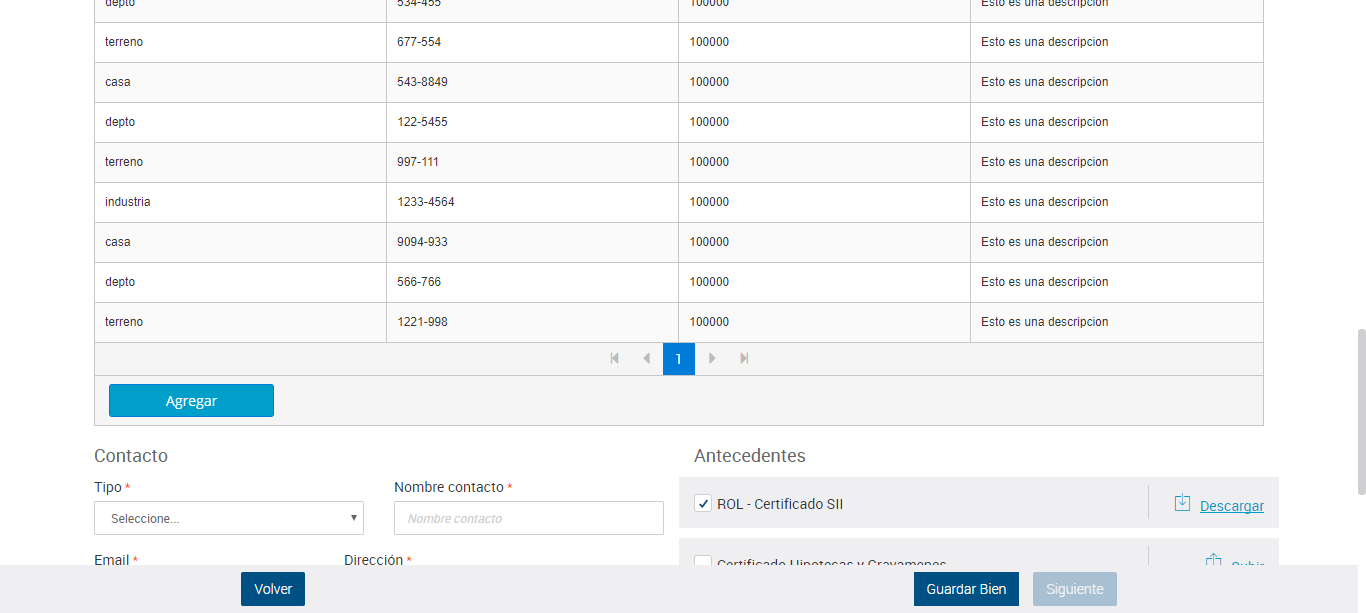 depto 534-455 100000 Esto es una descripcion
terreno 677-554 100000 Esto es una descripcion
casa 543-8849 100000 Esto es una descripcion
depto 122-5455 100000 Esto es una descripcion
terreno 997-111 100000 Esto es una descripcion
industria 1233-4564 100000 Esto es una descripcion
casa 9094-933 100000 Esto es una descripcion
depto 566-766 100000 Esto es una descripcion
terreno 1221-998 100000 Esto es una descripcion
1
Agregar
Contacto
Tipo *
Nombre contacto *
Seleccione...
Nombre contacto
Email *
Dirección *
Antecedentes
ROL - Certificado SII
Descargar
Certificado Hipotecas y Gravamenes
Subir
Volver
Guardar Bien
Siguiente